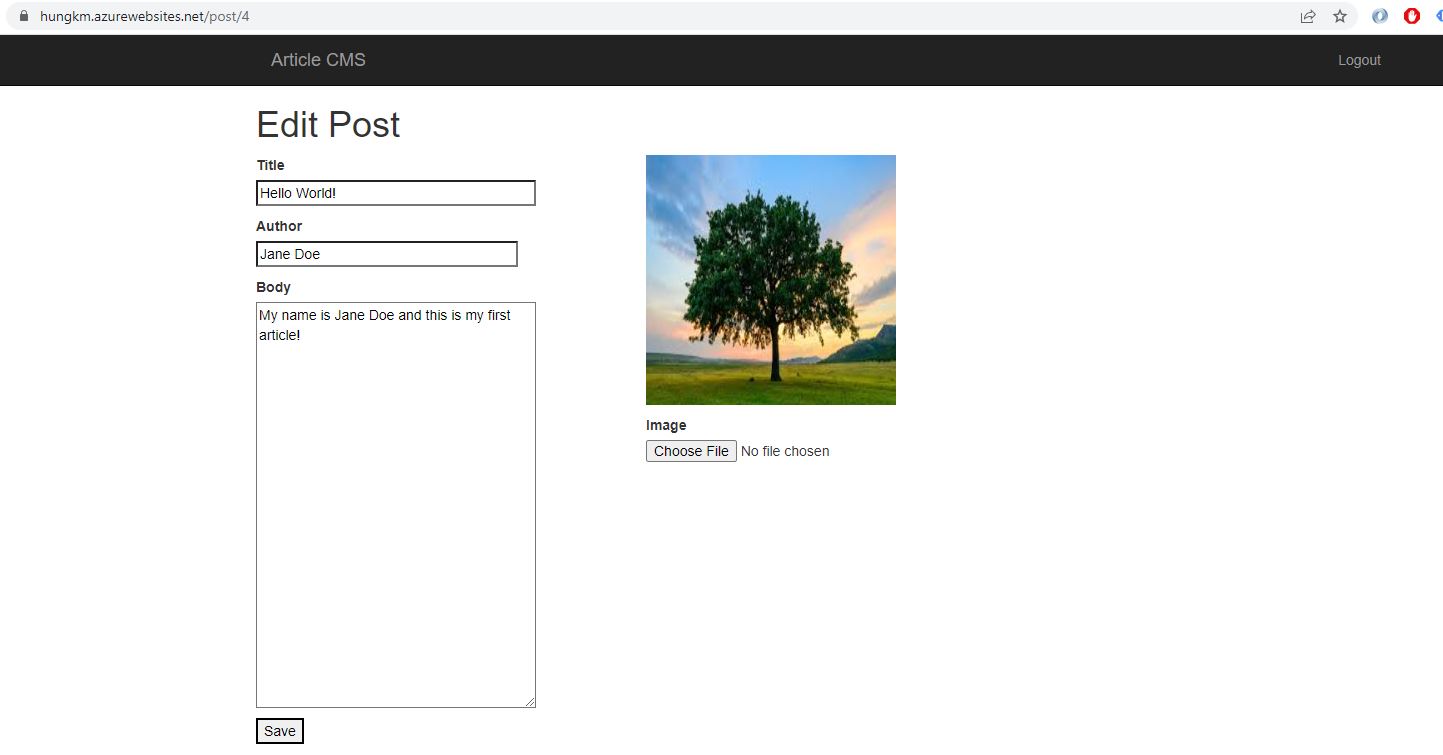 hungkm.azurewebsites.net/post/4
Article CMS
Logout
Edit Post
Title
Hello World!
Author
Jane Doe
Body
My name is Jane Doe and this is my first
article!
Image
Choose File No file chosen
Save